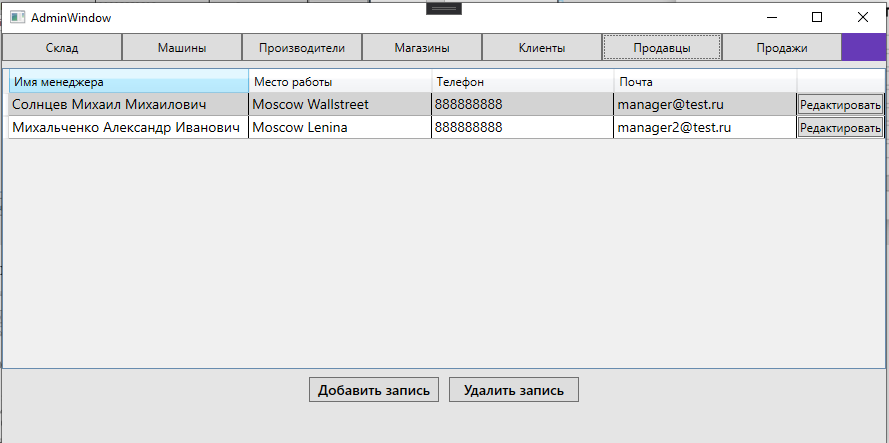 AdminWindow
Склад Машины Производители Магазины Клиенты Продавцы Продажи
Имя менеджера Место работы Телефон Почта
Солнцев Михаил Михаилович Moscow Wallstreet 888888888 manager@test.ru Редактировать
Михальченко Александр Иванович Moscow Lenina 888888888 manager2@test.ru Редактировать
Добавить запись Удалить запись